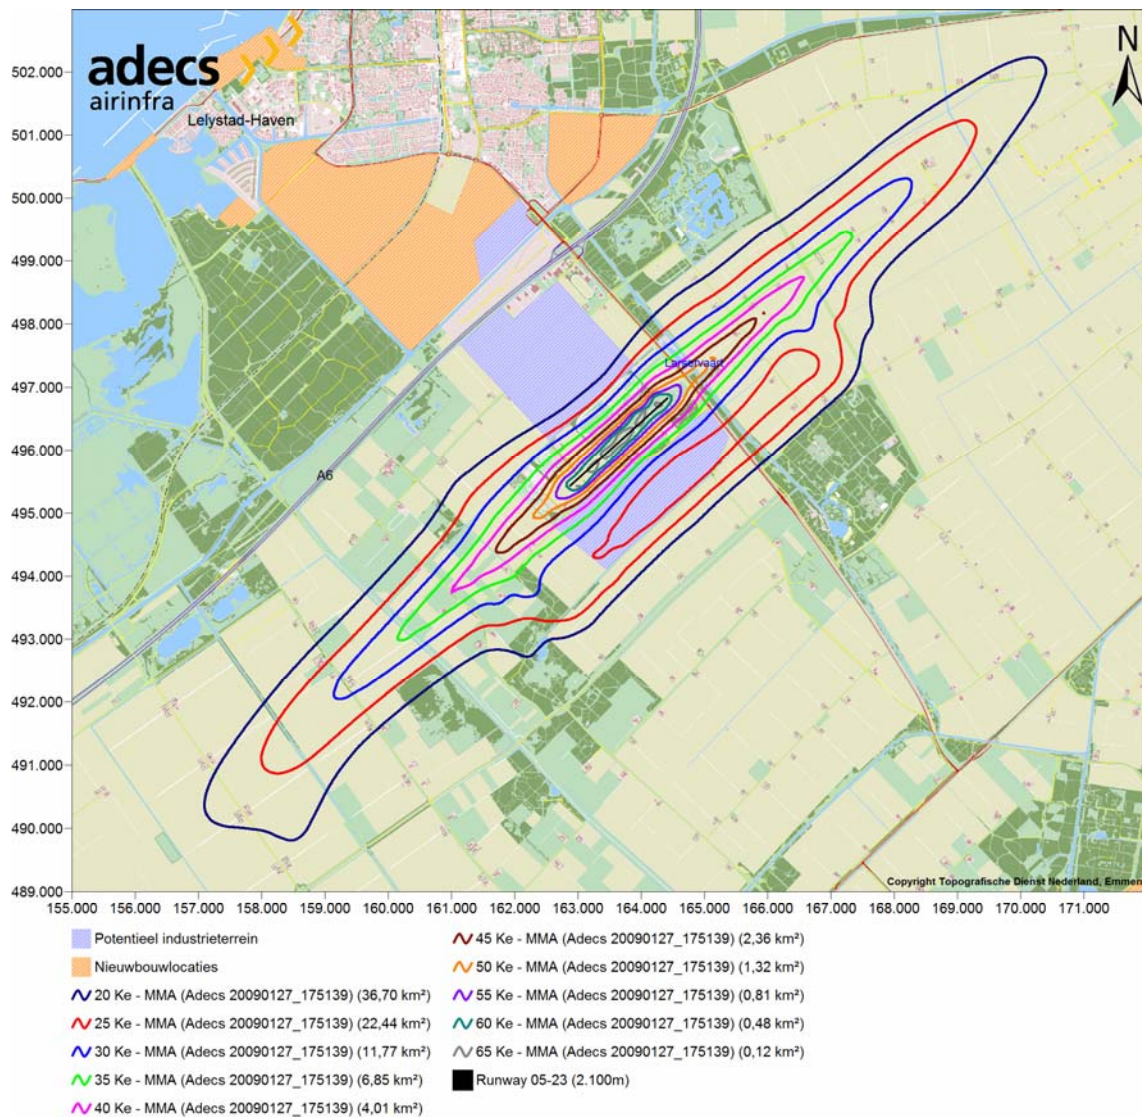 adecs
airinfra
N
Lelystad-Haven
Larservaart
A6
502.000
501.000
500.000
499.000
498.000
497.000
496.000
495.000
494.000
493.000
492.000
491.000
490.000
489.000
Copyright Topografische Dienst Nederland, Emmen
155.000 156.000 157.000 158.000 159.000 160.000 161.000 162.000 163.000 164.000 165.000 166.000 167.000 168.000 169.000 170.000 171.000
Potentieel industrieterrein
Nieuwbouwlocaties
20 Ke - MMA (Adecs 20090127_175139) (36,70 km²)
25 Ke - MMA (Adecs 20090127_175139) (22,44 km²)
30 Ke - MMA (Adecs 20090127_175139) (11,77 km²)
35 Ke - MMA (Adecs 20090127_175139) (6,85 km²)
40 Ke - MMA (Adecs 20090127_175139) (4,01 km²)
45 Ke - MMA (Adecs 20090127_175139) (2,36 km²)
50 Ke - MMA (Adecs 20090127_175139) (1,32 km²)
55 Ke - MMA (Adecs 20090127_175139) (0,81 km²)
60 Ke - MMA (Adecs 20090127_175139) (0,48 km²)
65 Ke - MMA (Adecs 20090127_175139) (0,12 km²)
Runway 05-23 (2.100m)